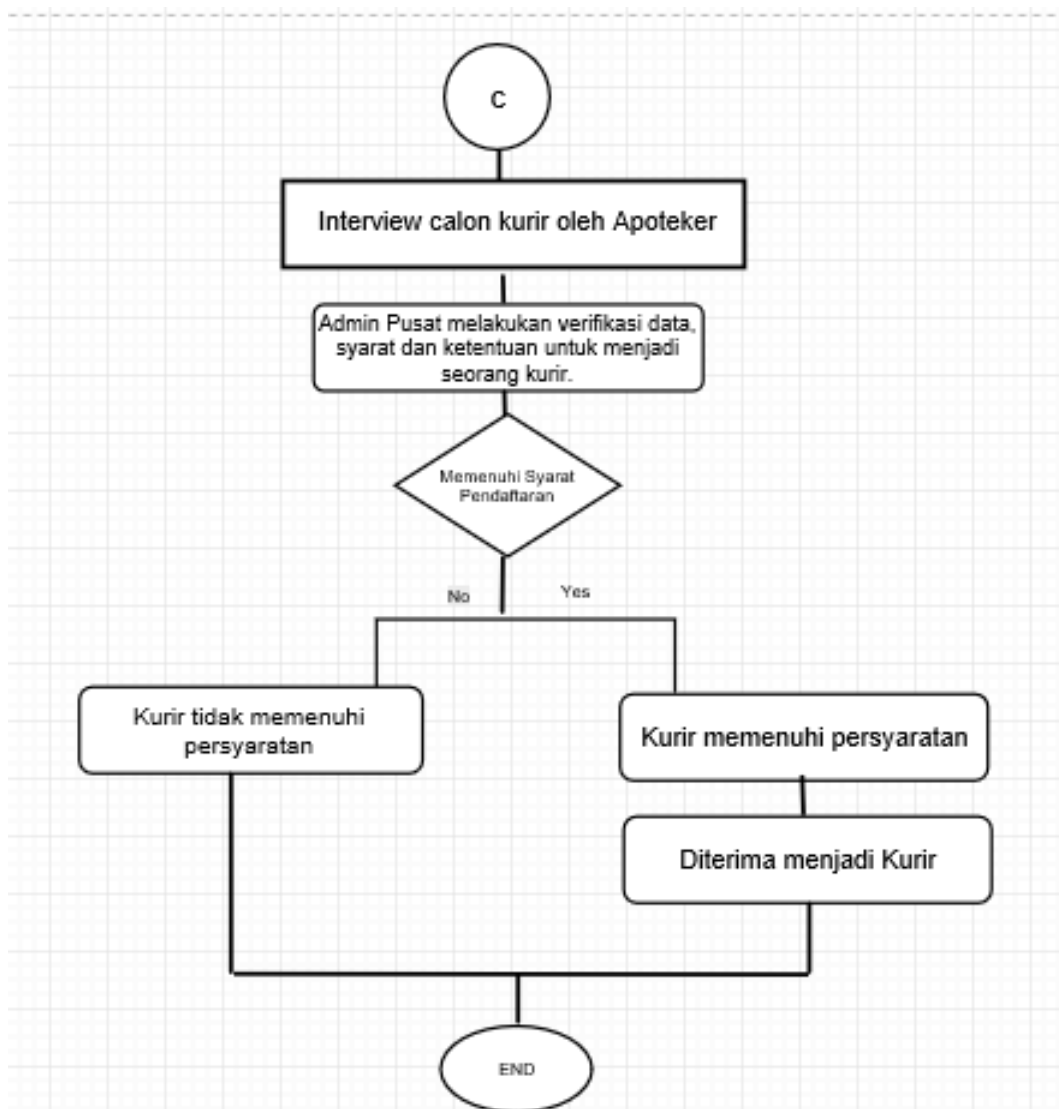 C
Interview calon kurir oleh Apoteker
Admin Pusat melakukan verifikasi data,
syarat dan ketentuan untuk menjadi
seorang kurir.
Memenuhi Syarat
Pendaftaran
No
Yes
Kurir tidak memenuhi
persyaratan
Kurir memenuhi persyaratan
Diterima menjadi Kurir
END